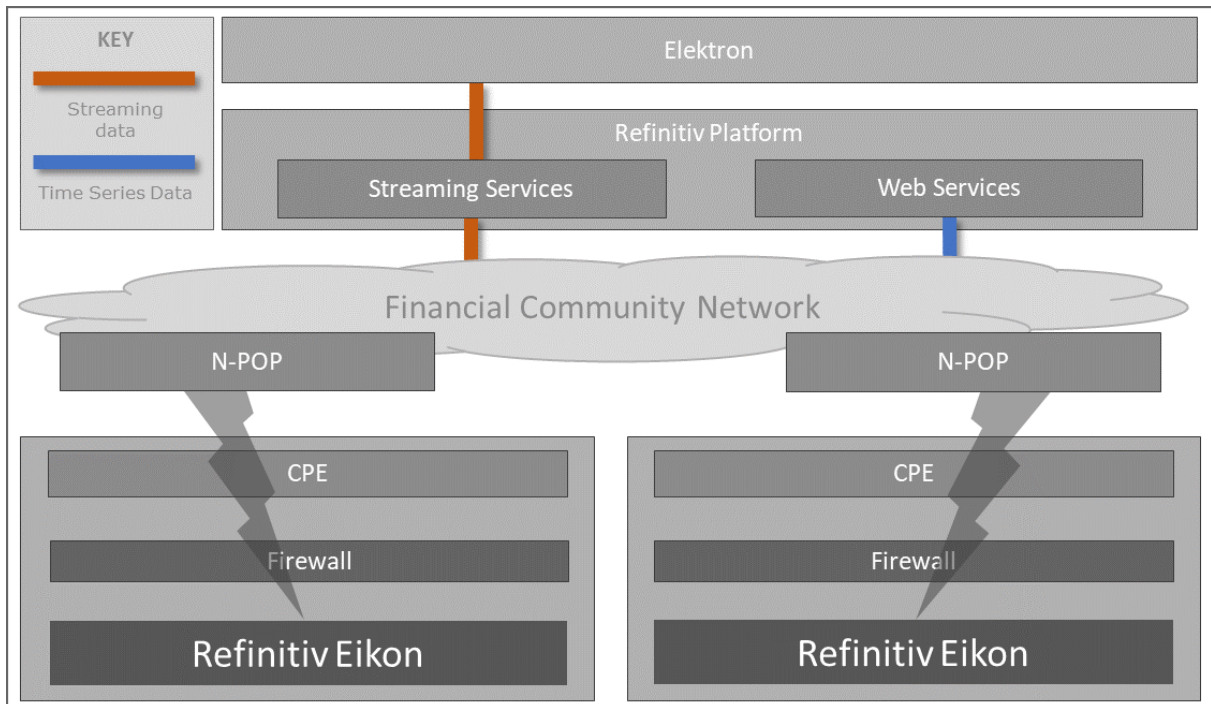 KEY
Streaming
data
Time Series Data
Elektron
Refinitiv Platform
Streaming Services
Web Services
Financial Community Network
N-POP
N-POP
CPE
Firewall
Refinitiv Eikon
CPE
Firewall
Refinitiv Eikon